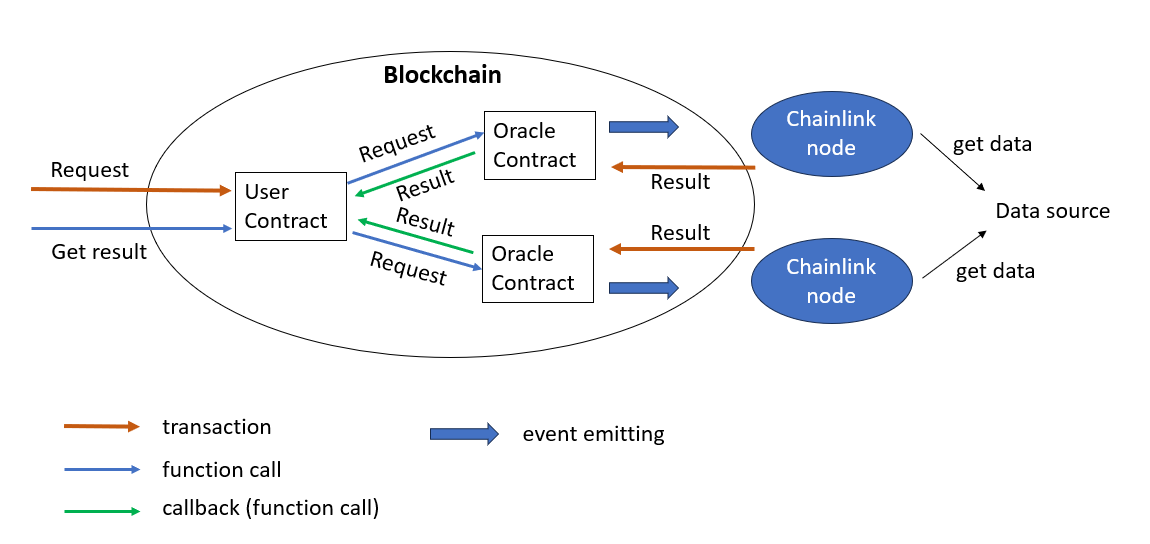 Blockchain
Request
Get result
User
Contract
Request
Result
Result
Request
Oracle
Contract
Oracle
Contract
Result
Result
Chainlink
node
Chainlink
node
get data
Data source
get data
transaction
function call
callback (function call)
event emitting